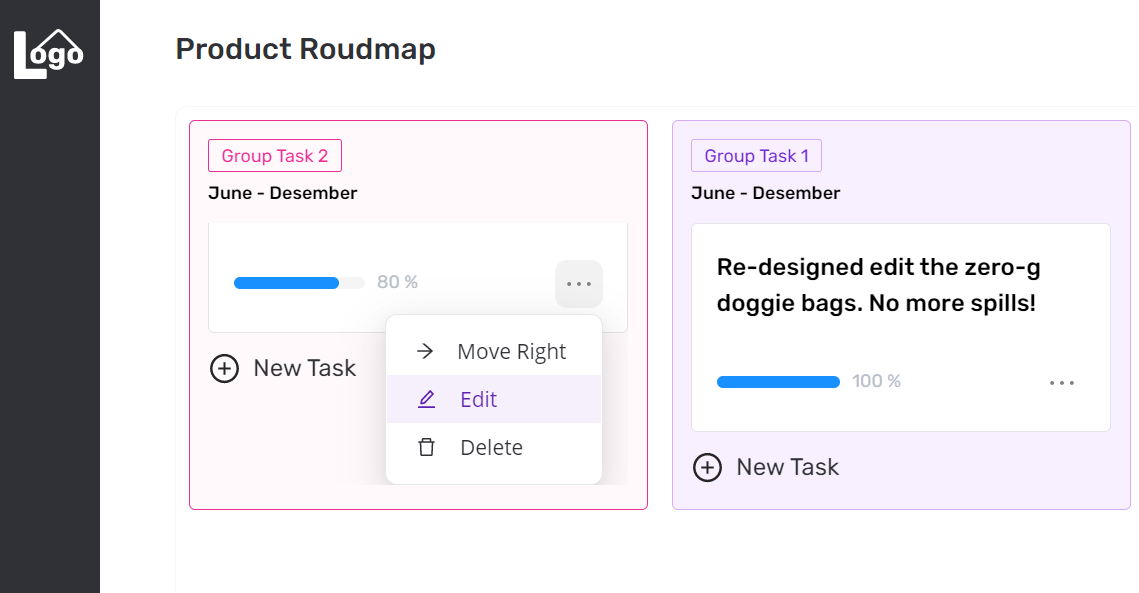 Logo
Product Roudmap
Group Task 2
June - Desember
80 %
Move Right
Edit
Delete
New Task
Group Task 1
June - Desember
Re-designed edit the zero-g
doggie bags. No more spills!
100 %
New Task